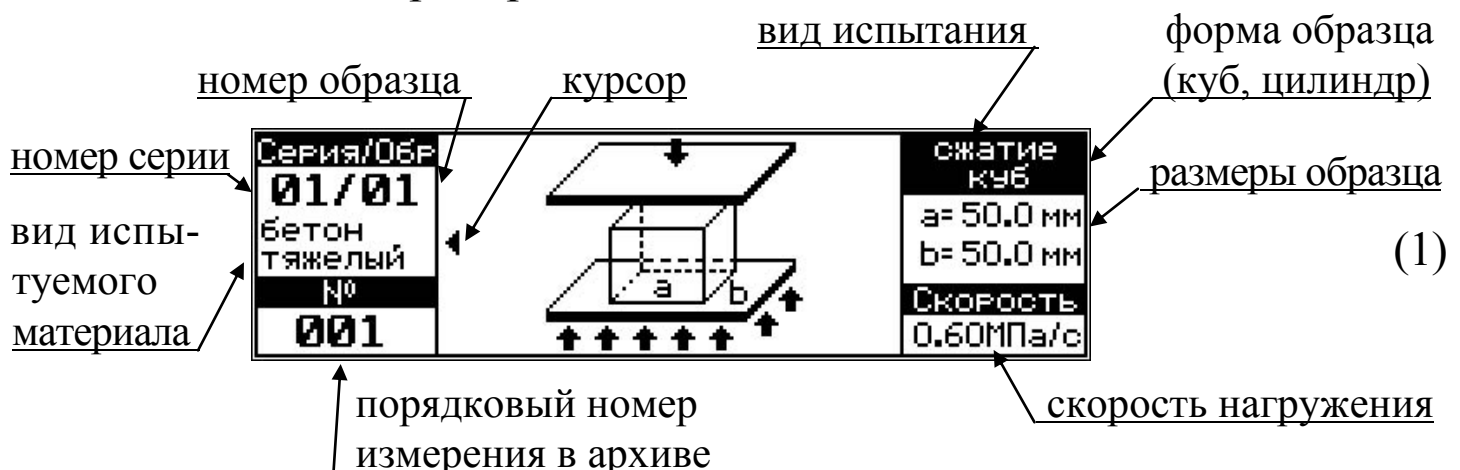 вид испытания
форма образца
(куб, цилиндр)
номер образца
курсор
номер серии
Серия/Обр
01/01
бетон
тяжелый
№
001
a
b
сжатие
куб
a= 50.0 мм
b= 50.0 мм
Скорость
0.60МПа/с
размеры образца
вид испы-
туемого
материала
(1)
порядковый номер
измерения в архиве
скорость нагружения